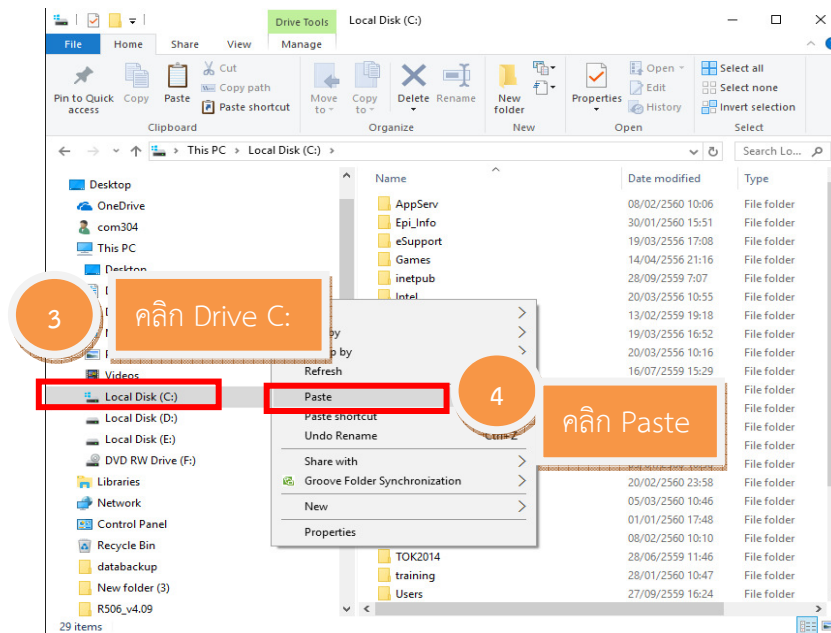 Drive Tools Local Disk (C:)
File Home Share View Manage
Pin to Quick access
Copy
Paste
Cut
Copy path
Paste shortcut
Move to
Copy to
Delete
Rename
New folder
Properties
Open
Edit
History
Select all
Select none
Invert selection
Clipboard Organize New Open Select
This PC > Local Disk (C:) >
Search Lo...
Desktop
OneDrive
com304
This PC
Desktop
Videos
Local Disk (C:)
Local Disk (D:)
Local Disk (E:)
DVD RW Drive (F:)
Libraries
Network
Control Panel
Recycle Bin
databackup
New folder (3)
R506_v4.09
Name Date modified Type
AppServ 08/02/2560 10:06 File folder
Epi_Info 30/01/2560 15:51 File folder
eSupport 19/03/2556 17:08 File folder
Games 14/04/2556 21:16 File folder
inetpub 28/09/2559 7:07 File folder
Intel 20/03/2556 10:55 File folder
13/02/2559 19:18 File folder
19/03/2556 16:52 File folder
20/03/2556 10:16 File folder
16/07/2559 15:29 File folder
File folder
File folder
File folder
File folder
File folder
20/02/2560 23:58 File folder
05/03/2560 10:46 File folder
01/01/2560 17:48 File folder
08/02/2560 10:10 File folder
TOK2014 28/06/2559 11:46 File folder
training 28/01/2560 10:47 File folder
Users 27/09/2559 16:24 File folder
3
คลิก Drive C:
by
by
Refresh
Paste
Paste shortcut
Undo Rename Ctrl+Z
Share with
Groove Folder Synchronization
New
Properties
4
คลิก Paste
29 items